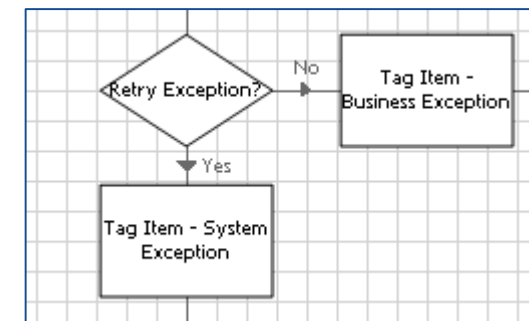 Retry Exception?
No
Tag Item -
Business Exception
Yes
Tag Item - System
Exception